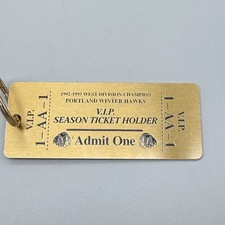 1992-1993 WEST DIVISION CHAMPION
PORTLAND WINTER HAWKS
V.I.P.
SEASON TICKET HOLDER
Admit One
V.I.P.
1 - AA - 1
V.I.P.
1 AA 1